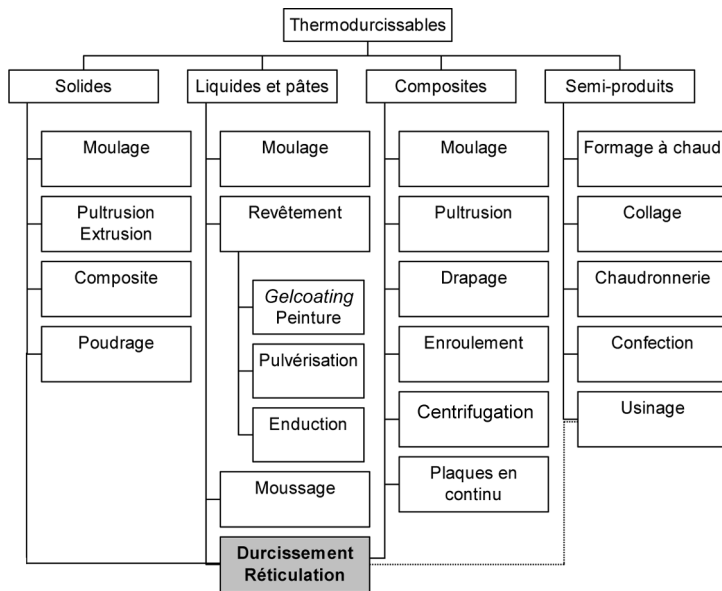 Thermodurcissables
Solides
Liquides et pâtes
Composites
Semi-produits
Moulage
Pultrusion
Extrusion
Composite
Poudrage
Moulage
Revêtement
Gelcoating
Peinture
Pulvérisation
Enduction
Moussage
Durcissement
Réticulation
Moulage
Pultrusion
Drapage
Enroulement
Centrifugation
Plaques en
continu
Formage à chaud
Collage
Chaudronnerie
Confection
Usinage